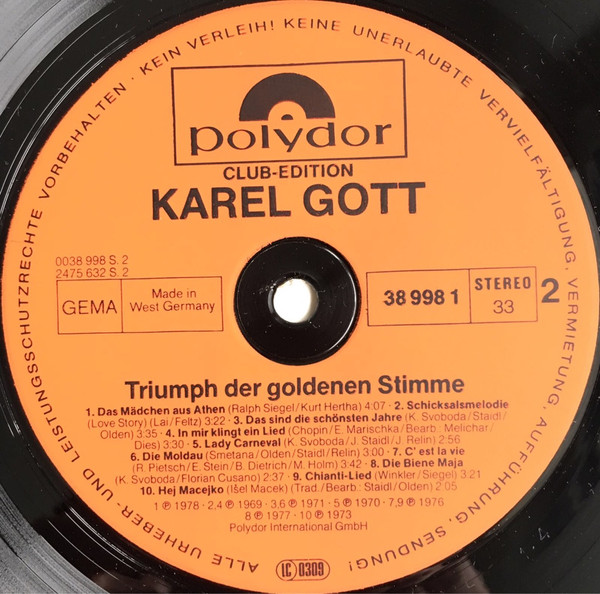 ALLE URHEBER- UND LEISTUNGSSCHUTZRECHTE VORBEHALTEN · KEIN VERLEIH! KEINE UNERLAUBTE VERVIELFÄLTIGUNG, VERMIETUNG, AUFFÜHRUNG, SENDUNG!
polydor
CLUB-EDITION
KAREL GOTT
0038 998 S. 2
2475 632 S. 2
GEMA
Made in
West Germany
38 998 1
STEREO
33
2
Triumph der goldenen Stimme
1. Das Mädchen aus Athen (Ralph Siegel/Kurt Hertha) 4:07 · 2. Schicksalsmelodie
(Love Story) (Lai/Feltz) 3:22 · 3. Das sind die schönsten Jahre (K. Svoboda/Staidl/
Olden) 3:35 · 4. In mir klingt ein Lied (Chopin/E. Marischka/Bearb.: Melichar/
Dies) 3:30 · 5. Lady Carneval (K. Svoboda/J. Staidl/J. Relin) 2:56
6. Die Moldau (Smetana/Olden/Staidl/Relin) 3:00 · 7. C'est la vie
(R. Pietsch/E. Stein/B. Dietrich/M. Holm) 3:42 · 8. Die Biene Maja
(K. Svoboda/Florian Cusano) 2:37 · 9. Chianti-Lied (Winkler/Siegel) 3:21
10. Hej Macejko (Išel Macek) (Trad./Bearb.: Staidl/Olden) 2:05
1 ℗ 1978 · 2,4 ℗ 1969 · 3,6 ℗ 1971 · 5 ℗ 1970 · 7,9 ℗ 1976
8 ℗ 1977 · 10 ℗ 1973
Polydor International GmbH
LC 0309